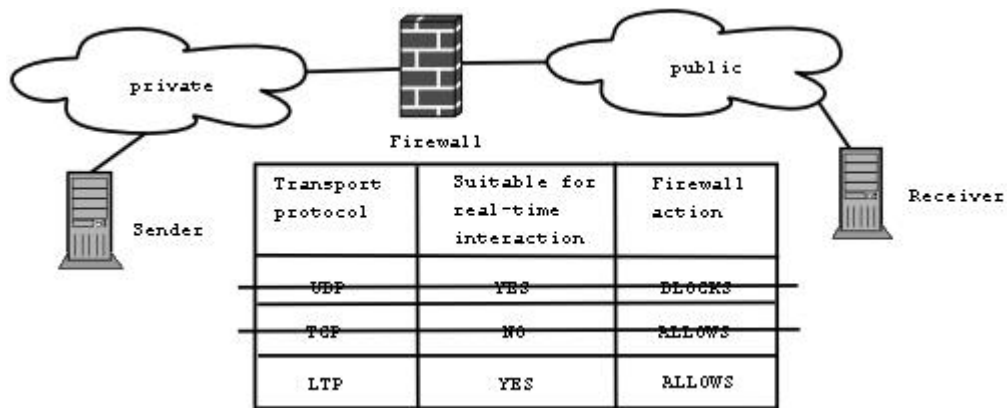 private
public
Firewall
Sender
Receiver
Transport protocol
Suitable for real-time interaction
Firewall action
UDP YES BLOCKS
TCP NO ALLOWS
LTP YES ALLOWS